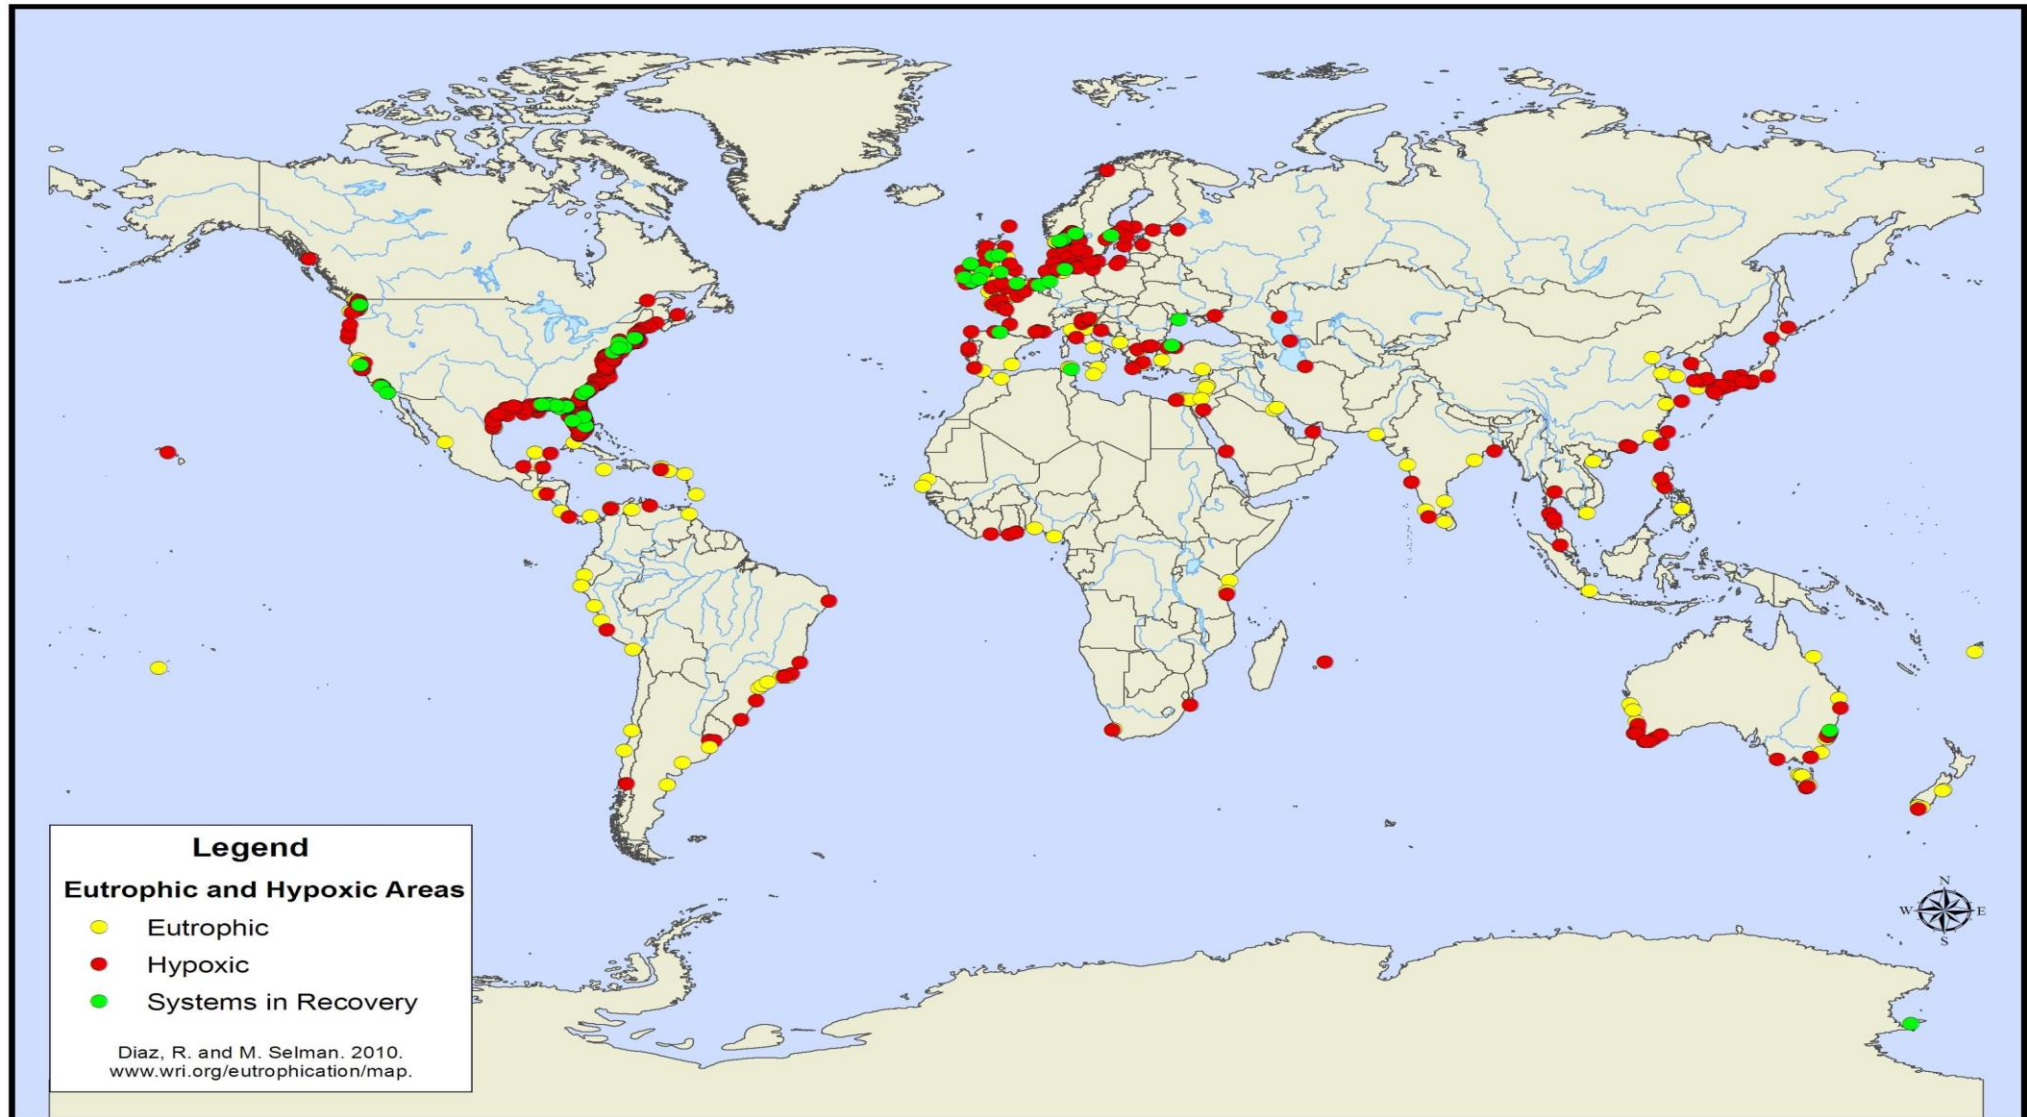 Legend
Eutrophic and Hypoxic Areas
Eutrophic
Hypoxic
Systems in Recovery
Diaz, R. and M. Selman. 2010.
www.wri.org/eutrophication/map.
N
W E
S